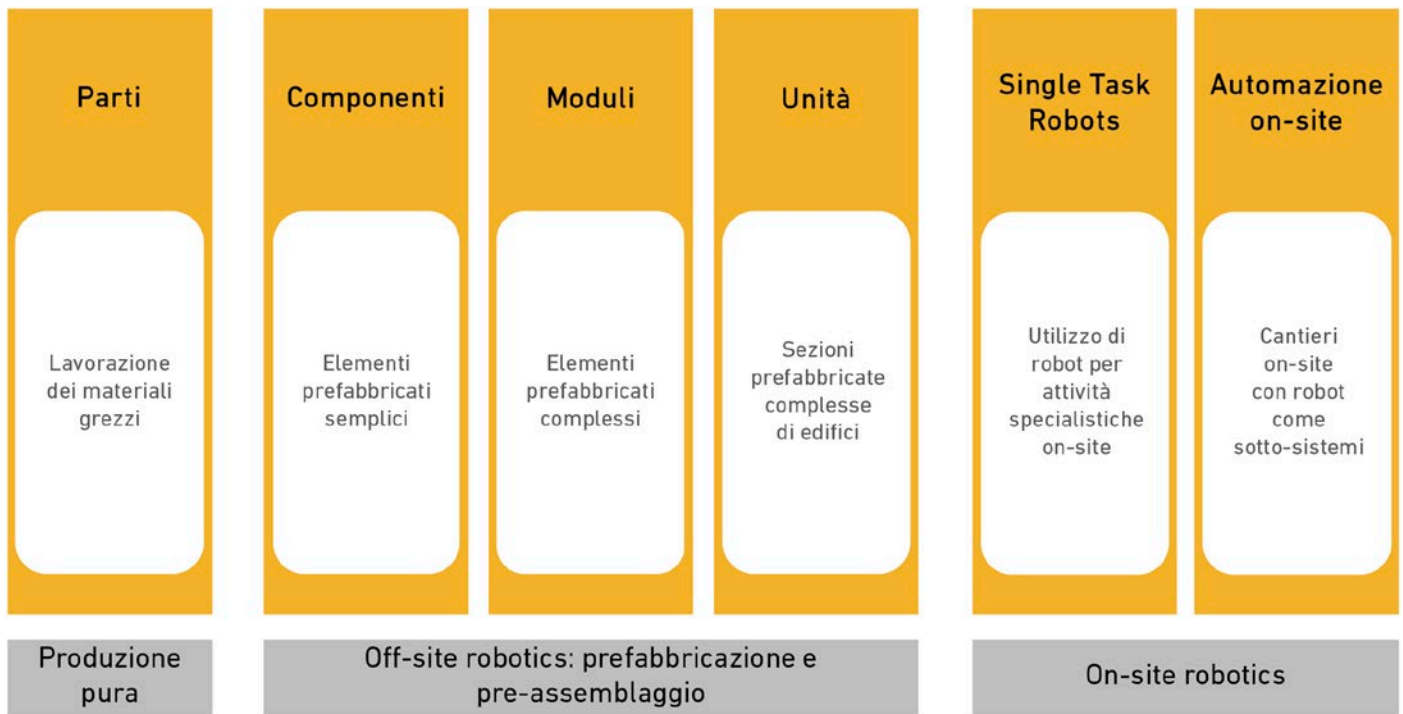 Parti
Lavorazione
dei materiali
grezzi
Componenti
Elementi
prefabbricati
semplici
Moduli
Elementi
prefabbricati
complessi
Unità
Sezioni
prefabbricate
complesse
di edifici
Single Task
Robots
Utilizzo di
robot per
attività
specialistiche
on-site
Automazione
on-site
Cantieri
on-site
con robot
come
sotto-sistemi
Produzione
pura
Off-site robotics: prefabbricazione e
pre-assemblaggio
On-site robotics